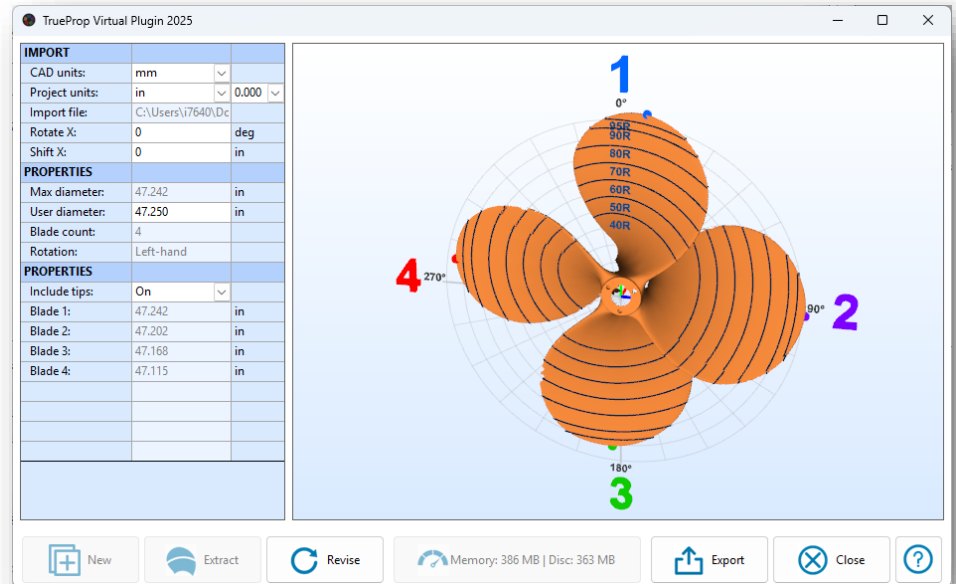 TrueProp Virtual Plugin 2025
IMPORT
CAD units: mm
Project units: in 0.000
Import file: C:\Users\i7640\Dc
Rotate X: 0 deg
Shift X: 0 in
PROPERTIES
Max diameter: 47.242 in
User diameter: 47.250 in
Blade count: 4
Rotation: Left-hand
PROPERTIES
Include tips: On
Blade 1: 47.242 in
Blade 2: 47.202 in
Blade 3: 47.168 in
Blade 4: 47.115 in
1
0°
95R
90R
80R
70R
60R
50R
40R
4 270°
90° 2
180°
3
New Extract Revise Memory: 386 MB | Disc: 363 MB Export Close ?